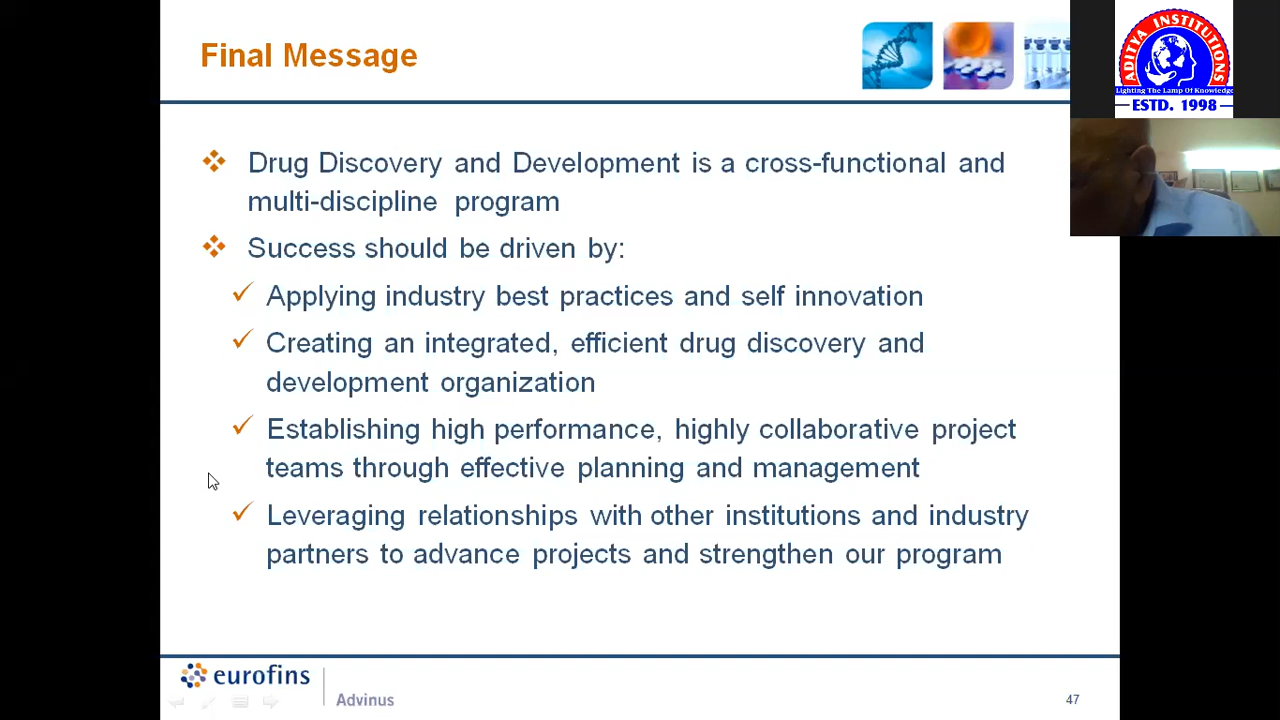 Final Message
ADITYA INSTITUTIONS
Lighting The Lamp Of Knowledge
ESTD. 1998
Drug Discovery and Development is a cross-functional and
multi-discipline program
Success should be driven by:
Applying industry best practices and self innovation
Creating an integrated, efficient drug discovery and
development organization
Establishing high performance, highly collaborative project
teams through effective planning and management
Leveraging relationships with other institutions and industry
partners to advance projects and strengthen our program
eurofins
Advinus
47